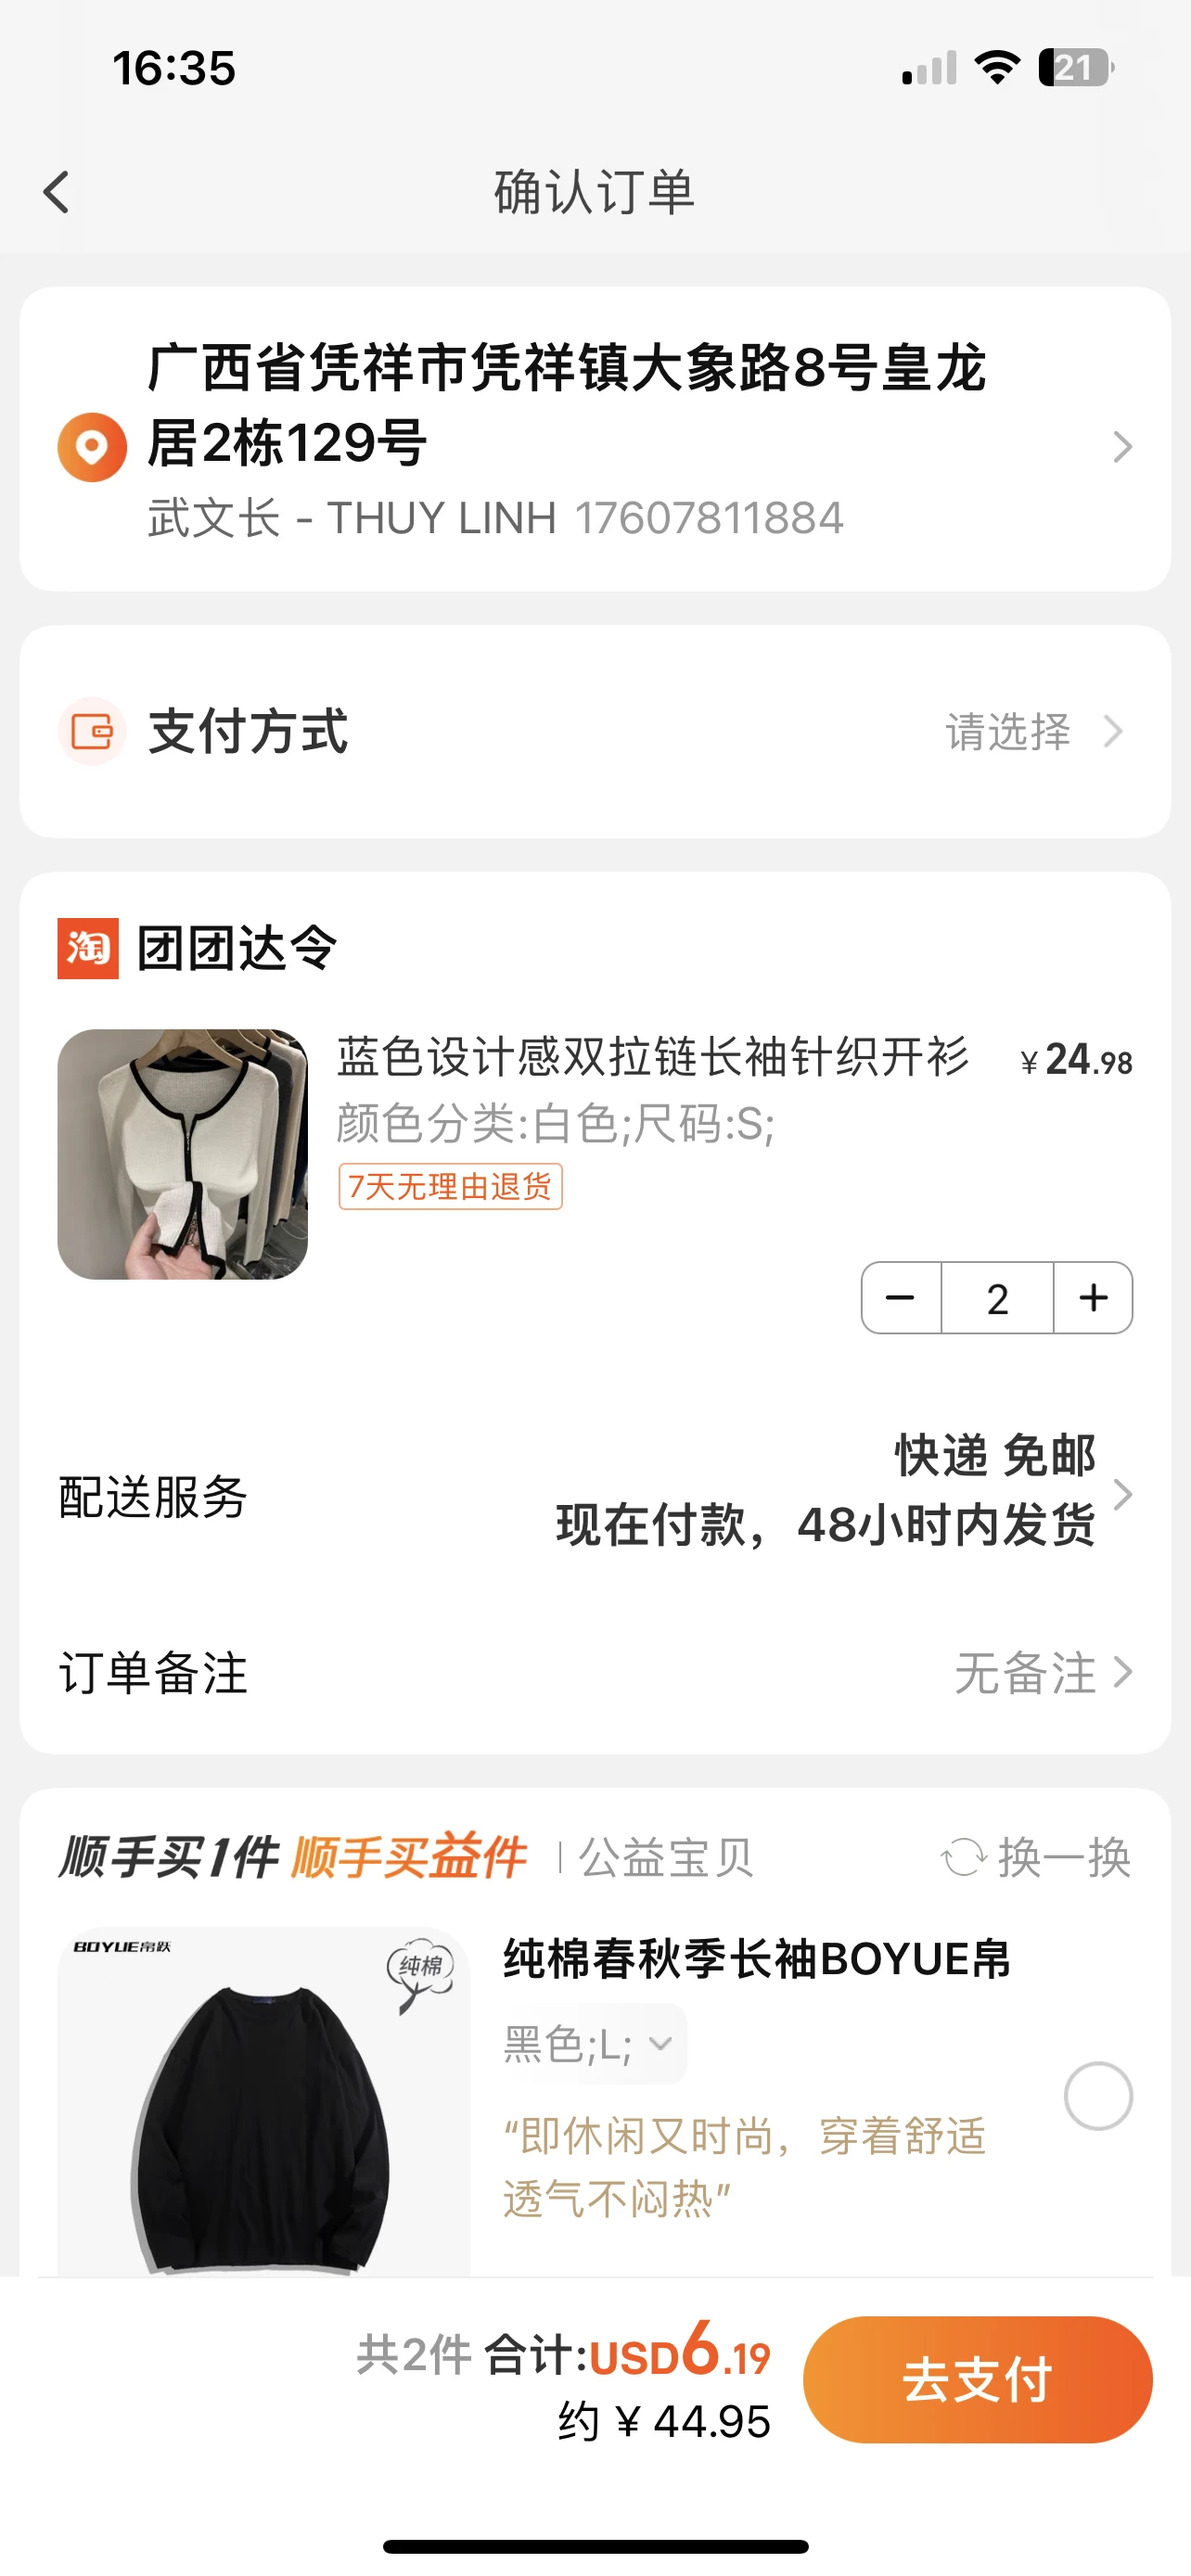 16:35
21
确认订单
广西省凭祥市凭祥镇大象路8号皇龙
居2栋129号
武文长 - THUY LINH 17607811884
支付方式
请选择
淘 团团达令
蓝色设计感双拉链长袖针织开衫 ¥24.98
颜色分类:白色;尺码:S;
7天无理由退货
2
快递 免邮
配送服务
现在付款，48小时内发货
订单备注 无备注
顺手买1件 顺手买益件 公益宝贝 换一换
BOYUE帛跃
纯棉
纯棉春秋季长袖BOYUE帛
黑色;L;
“即休闲又时尚，穿着舒适
透气不闷热”
共2件 合计:USD6.19
约 ¥ 44.95
去支付